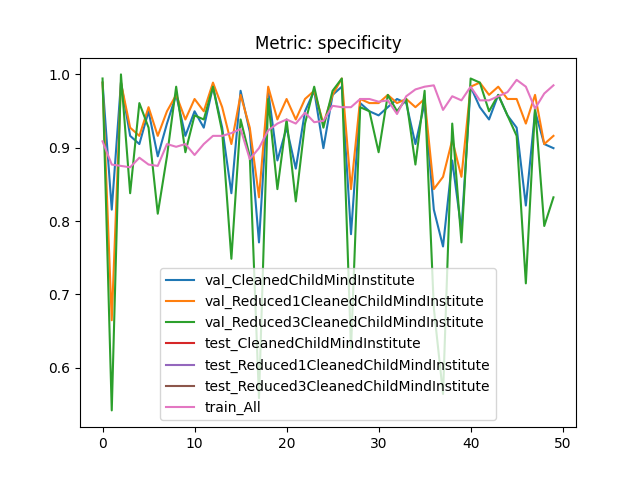 Metric: specificity
1.0
0.9
0.8
0.7
0.6
0
10
20
30
40
50
val_CleanedChildMindInstitute
val_Reduced1CleanedChildMindInstitute
val_Reduced3CleanedChildMindInstitute
test_CleanedChildMindInstitute
test_Reduced1CleanedChildMindInstitute
test_Reduced3CleanedChildMindInstitute
train_All